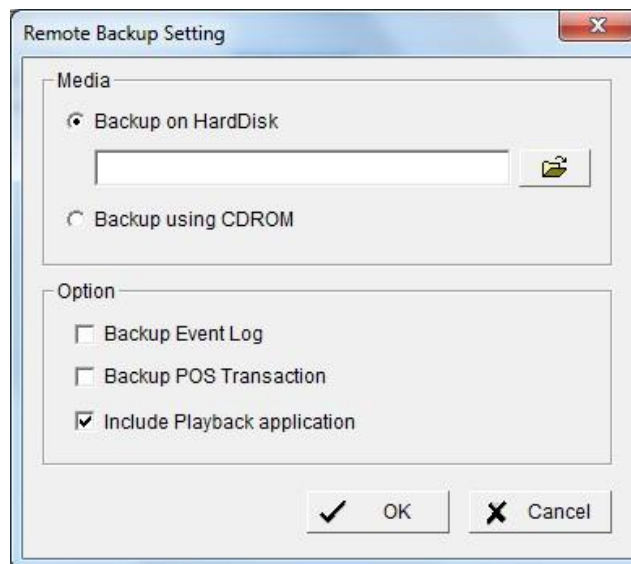 Remote Backup Setting
Media
Backup on HardDisk
Backup using CDROM
Option
Backup Event Log
Backup POS Transaction
Include Playback application
OK
Cancel